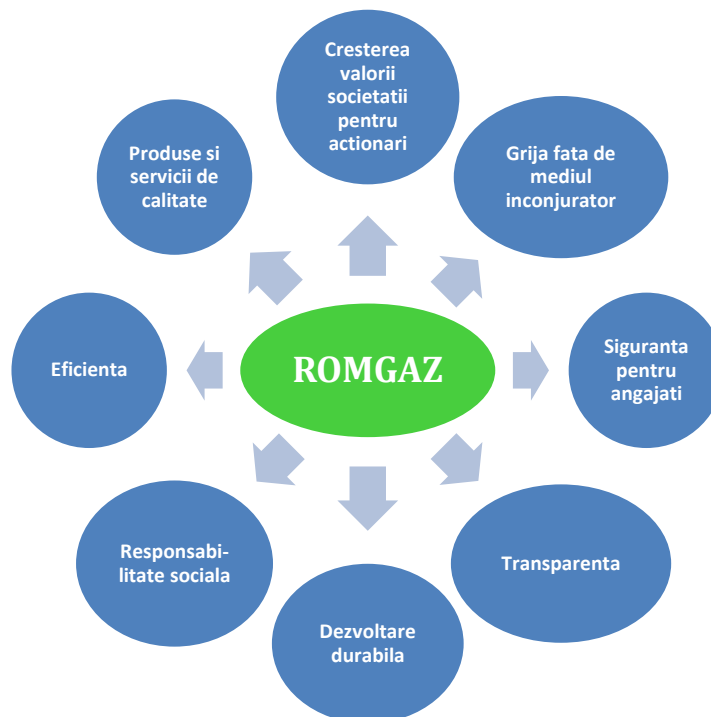 Cresterea
valorii
societatii
pentru
actionari
Grija fata de
mediul
inconjurator
Siguranta
pentru
angajati
Transparenta
Dezvoltare
durabila
Responsabi-
litate sociala
Eficienta
Produse si
servicii de
calitate
ROMGAZ